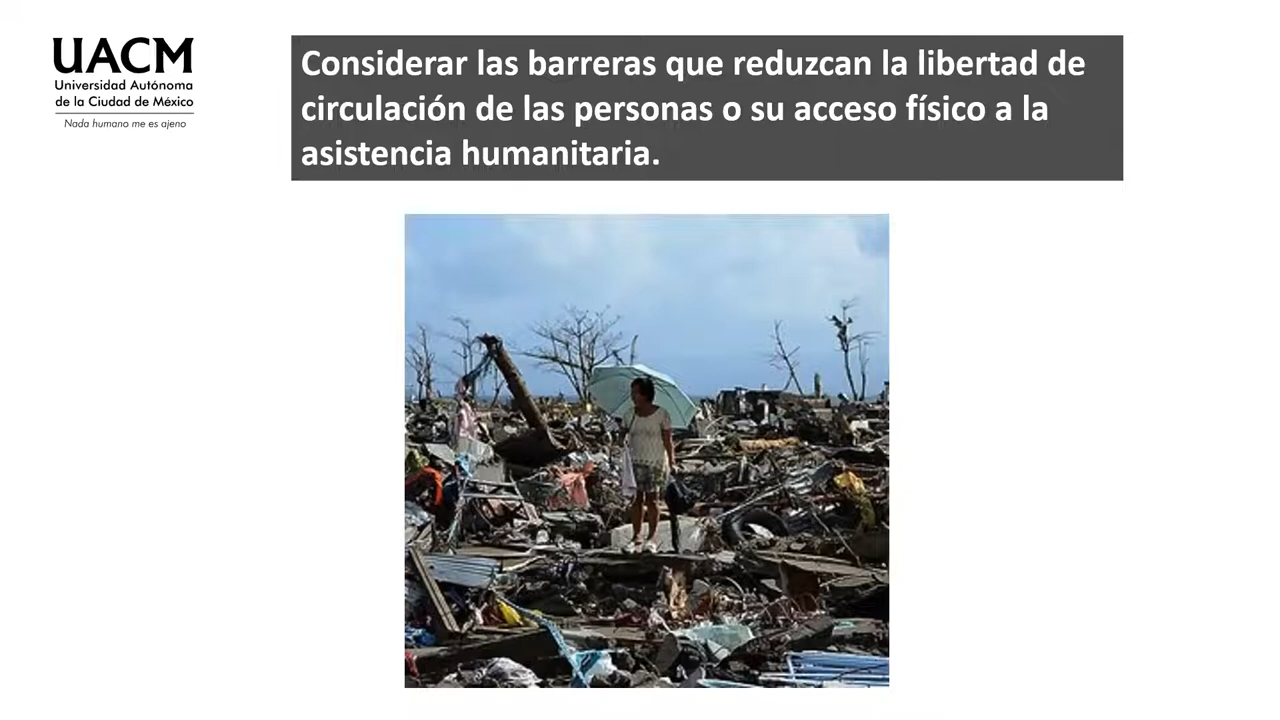 UACM
Universidad Autónoma
de la Ciudad de México
Nada humano me es ajeno
Considerar las barreras que reduzcan la libertad de
circulación de las personas o su acceso físico a la
asistencia humanitaria.